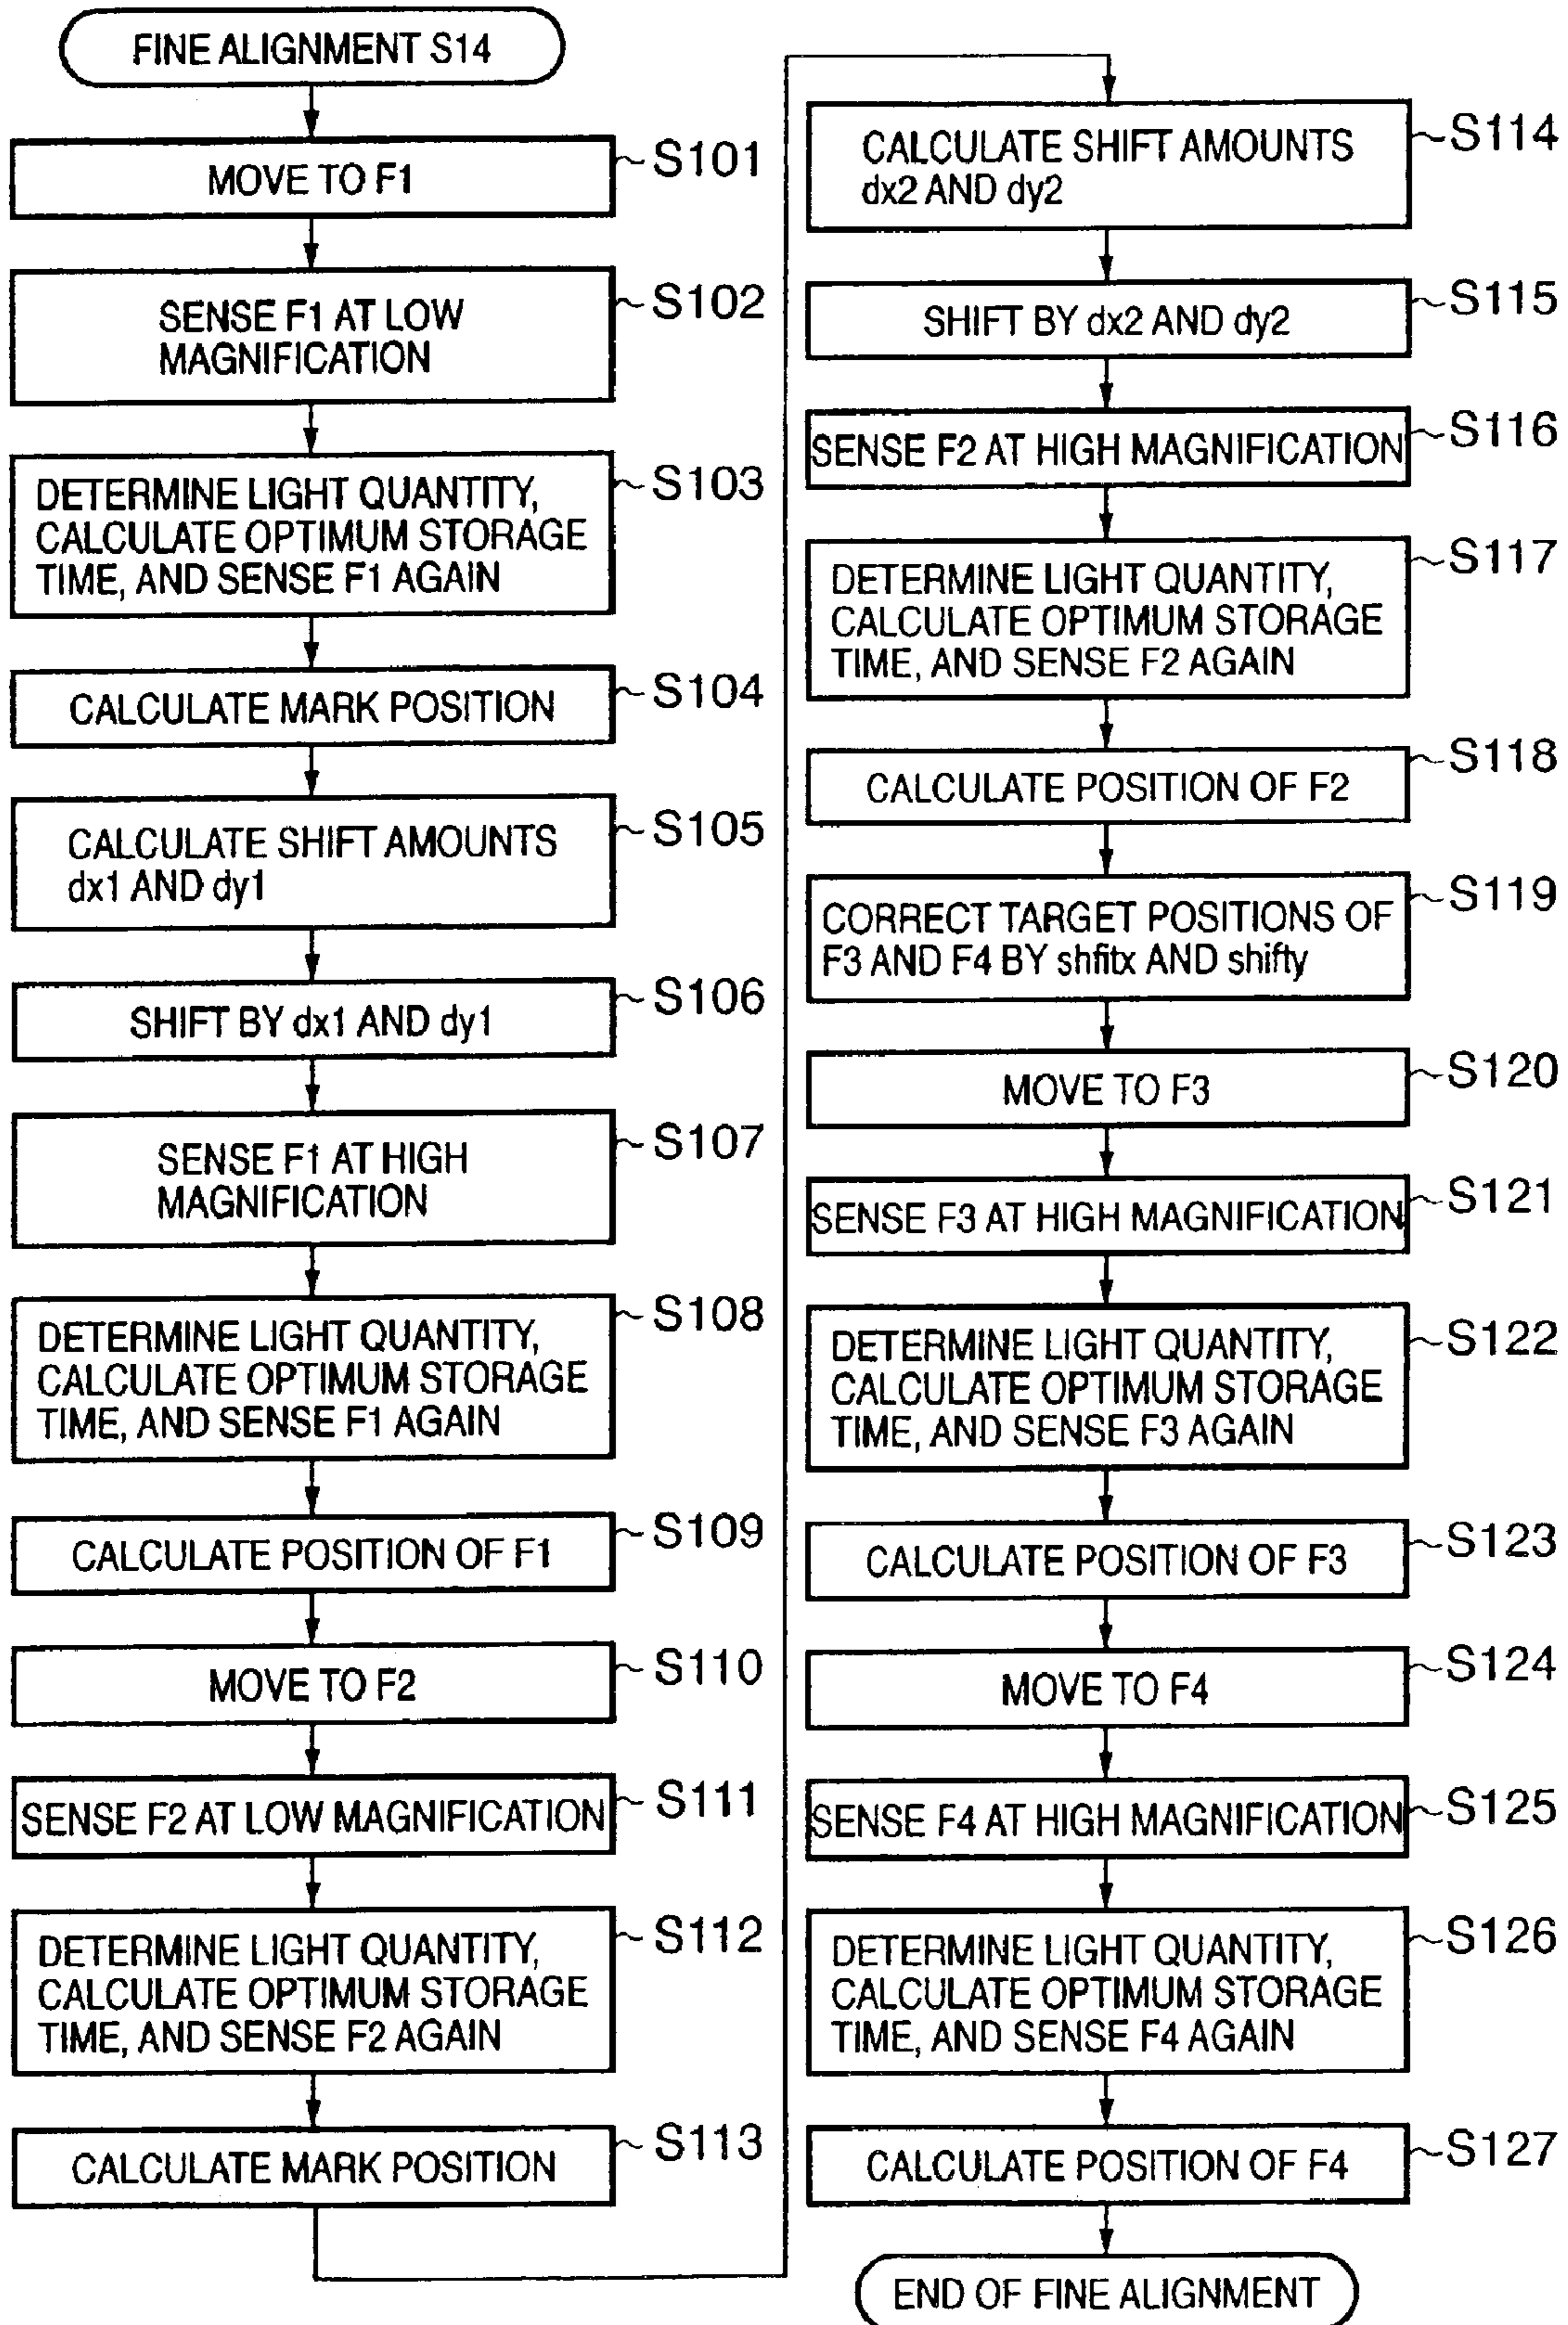 FINE ALIGNMENT S14
MOVE TO F1
S101
SENSE F1 AT LOW
MAGNIFICATION
S102
DETERMINE LIGHT QUANTITY,
CALCULATE OPTIMUM STORAGE
TIME, AND SENSE F1 AGAIN
S103
CALCULATE MARK POSITION
S104
CALCULATE SHIFT AMOUNTS
dx1 AND dy1
S105
SHIFT BY dx1 AND dy1
S106
SENSE F1 AT HIGH
MAGNIFICATION
S107
DETERMINE LIGHT QUANTITY,
CALCULATE OPTIMUM STORAGE
TIME, AND SENSE F1 AGAIN
S108
CALCULATE POSITION OF F1
S109
MOVE TO F2
S110
SENSE F2 AT LOW MAGNIFICATION
S111
DETERMINE LIGHT QUANTITY,
CALCULATE OPTIMUM STORAGE
TIME, AND SENSE F2 AGAIN
S112
CALCULATE MARK POSITION
S113
CALCULATE SHIFT AMOUNTS
dx2 AND dy2
S114
SHIFT BY dx2 AND dy2
S115
SENSE F2 AT HIGH MAGNIFICATION
S116
DETERMINE LIGHT QUANTITY,
CALCULATE OPTIMUM STORAGE
TIME, AND SENSE F2 AGAIN
S117
CALCULATE POSITION OF F2
S118
CORRECT TARGET POSITIONS OF
F3 AND F4 BY shfitx AND shifty
S119
MOVE TO F3
S120
SENSE F3 AT HIGH MAGNIFICATION
S121
DETERMINE LIGHT QUANTITY,
CALCULATE OPTIMUM STORAGE
TIME, AND SENSE F3 AGAIN
S122
CALCULATE POSITION OF F3
S123
MOVE TO F4
S124
SENSE F4 AT HIGH MAGNIFICATION
S125
DETERMINE LIGHT QUANTITY,
CALCULATE OPTIMUM STORAGE
TIME, AND SENSE F4 AGAIN
S126
CALCULATE POSITION OF F4
S127
END OF FINE ALIGNMENT